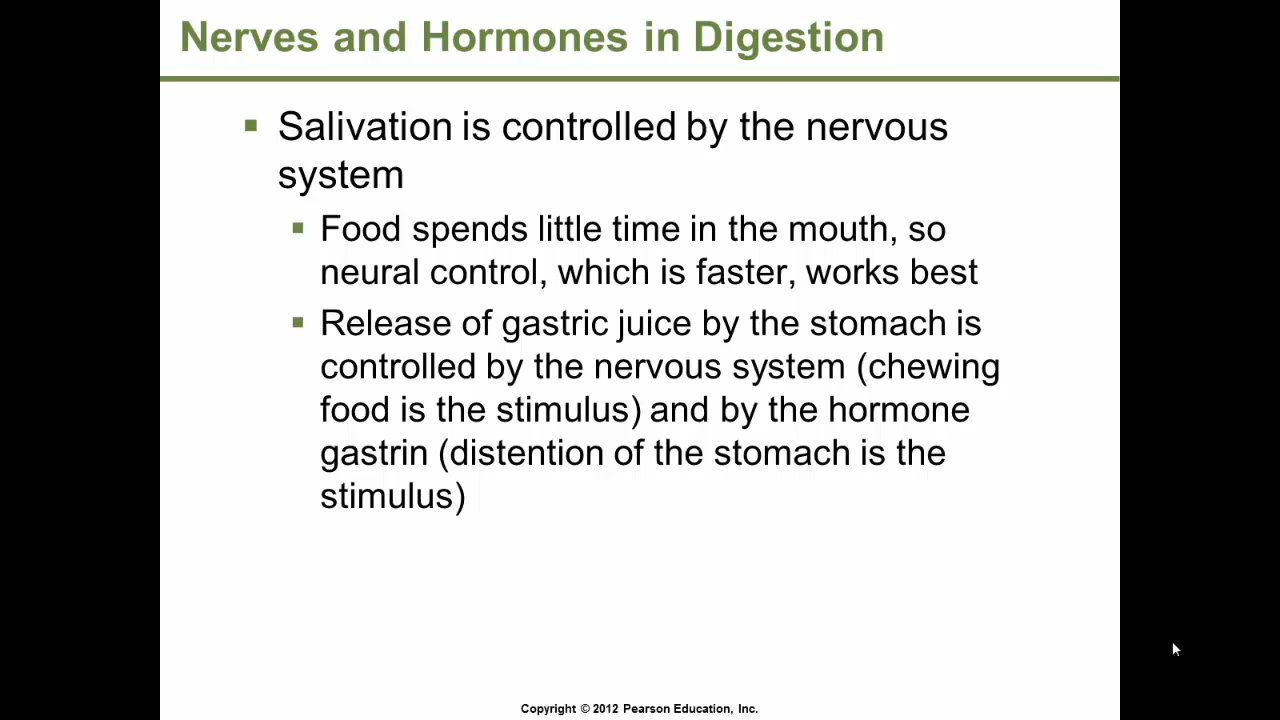 Nerves and Hormones in Digestion
▪ Salivation is controlled by the nervous
system
▪ Food spends little time in the mouth, so
neural control, which is faster, works best
▪ Release of gastric juice by the stomach is
controlled by the nervous system (chewing
food is the stimulus) and by the hormone
gastrin (distention of the stomach is the
stimulus)
Copyright © 2012 Pearson Education, Inc.